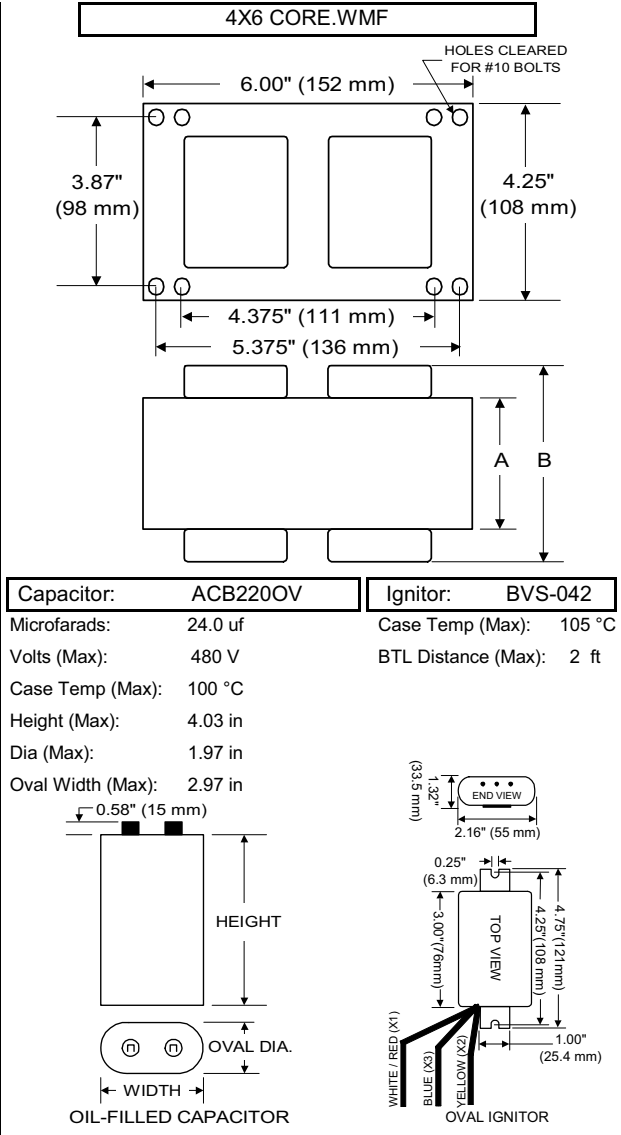 4X6 CORE.WMF
HOLES CLEARED
FOR #10 BOLTS
6.00" (152 mm)
3.87"
(98 mm)
4.25"
(108 mm)
4.375" (111 mm)
5.375" (136 mm)
A
B
Capacitor: ACB220OV
Microfarads: 24.0 uf
Volts (Max): 480 V
Case Temp (Max): 100 °C
Height (Max): 4.03 in
Dia (Max): 1.97 in
Oval Width (Max): 2.97 in
0.58" (15 mm)
HEIGHT
OVAL DIA.
WIDTH
OIL-FILLED CAPACITOR
Ignitor: BVS-042
Case Temp (Max): 105 °C
BTL Distance (Max): 2 ft
1.32"
(33.5 mm)
END VIEW
2.16" (55 mm)
0.25"
(6.3 mm)
3.00"(76mm)
TOP VIEW
4.25"(108 mm)
4.75"(121mm)
1.00"
(25.4 mm)
WHITE / RED (X1)
BLUE (X3)
YELLOW (X2)
OVAL IGNITOR